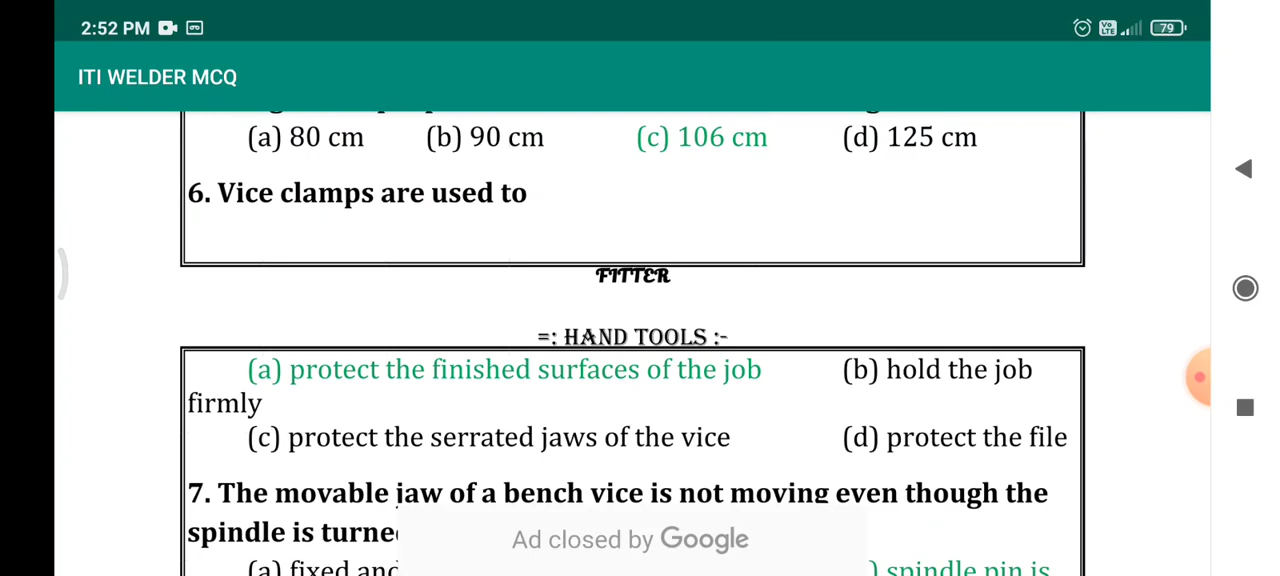 2:52 PM
79
ITI WELDER MCQ
(a) 80 cm (b) 90 cm (c) 106 cm (d) 125 cm
6. Vice clamps are used to
FITTER
=: HAND TOOLS :-
(a) protect the finished surfaces of the job (b) hold the job
firmly
(c) protect the serrated jaws of the vice (d) protect the file
7. The movable jaw of a bench vice is not moving even though the
spindle is turned
Ad closed by Google
(a) fixed and ) spindle pin is